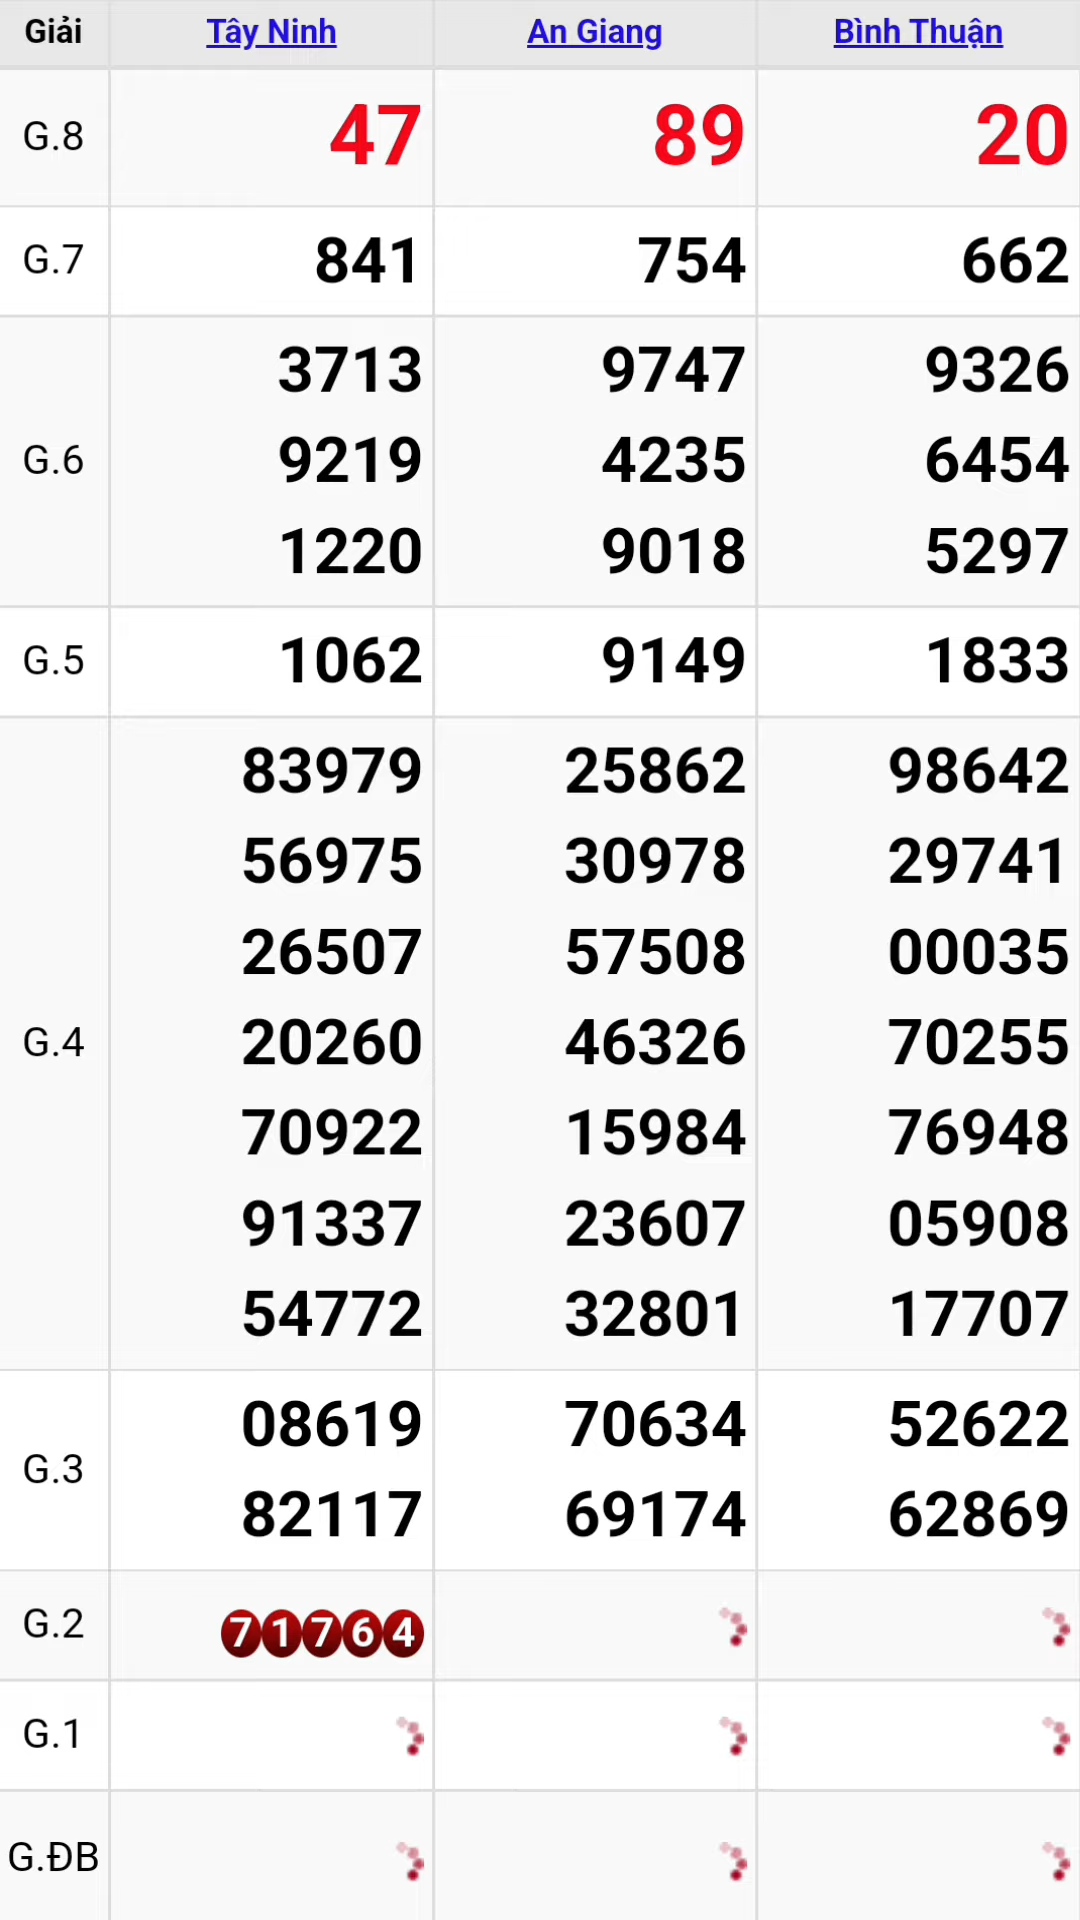 Giải Tây Ninh An Giang Bình Thuận
G.8 47 89 20
G.7 841 754 662
3713 9747 9326
G.6 9219 4235 6454
1220 9018 5297
G.5 1062 9149 1833
83979 25862 98642
56975 30978 29741
26507 57508 00035
G.4 20260 46326 70255
70922 15984 76948
91337 23607 05908
54772 32801 17707
08619 70634 52622
G.3
82117 69174 62869
G.2 71764
G.1
G.ĐB